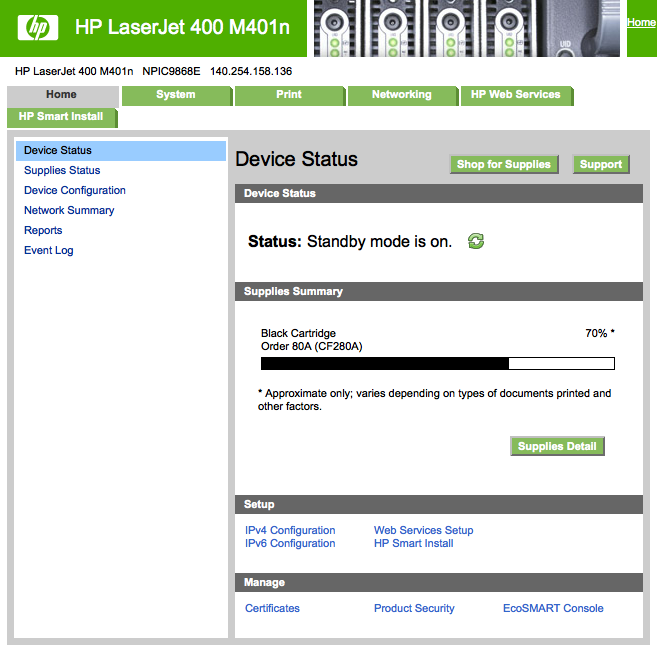 hp HP LaserJet 400 M401n
Home
UID
HP LaserJet 400 M401n NPIC9868E 140.254.158.136
Home System Print Networking HP Web Services
HP Smart Install
Device Status
Supplies Status
Device Configuration
Network Summary
Reports
Event Log
Device Status
Shop for Supplies Support
Device Status
Status: Standby mode is on.
Supplies Summary
Black Cartridge 70% *
Order 80A (CF280A)
* Approximate only; varies depending on types of documents printed and
other factors.
Supplies Detail
Setup
IPv4 Configuration Web Services Setup
IPv6 Configuration HP Smart Install
Manage
Certificates Product Security EcoSMART Console